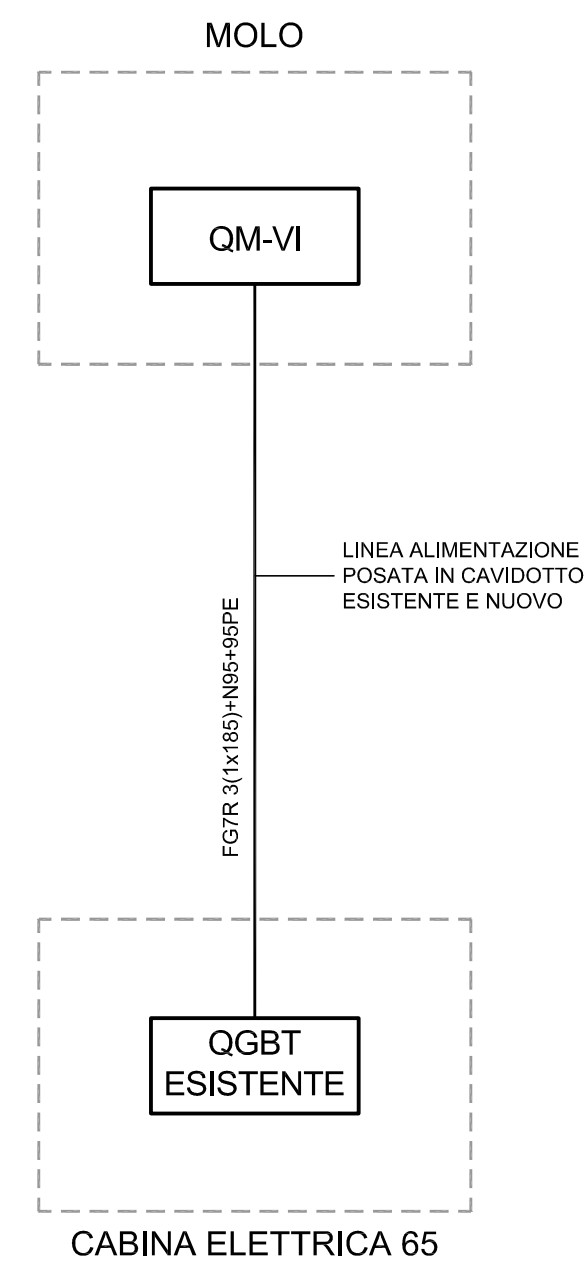 MOLO
QM-VI
LINEA ALIMENTAZIONE
POSATA IN CAVIDOTTO
ESISTENTE E NUOVO
FG7R 3(1x185)+N95+95PE
QGBT
ESISTENTE
CABINA ELETTRICA 65